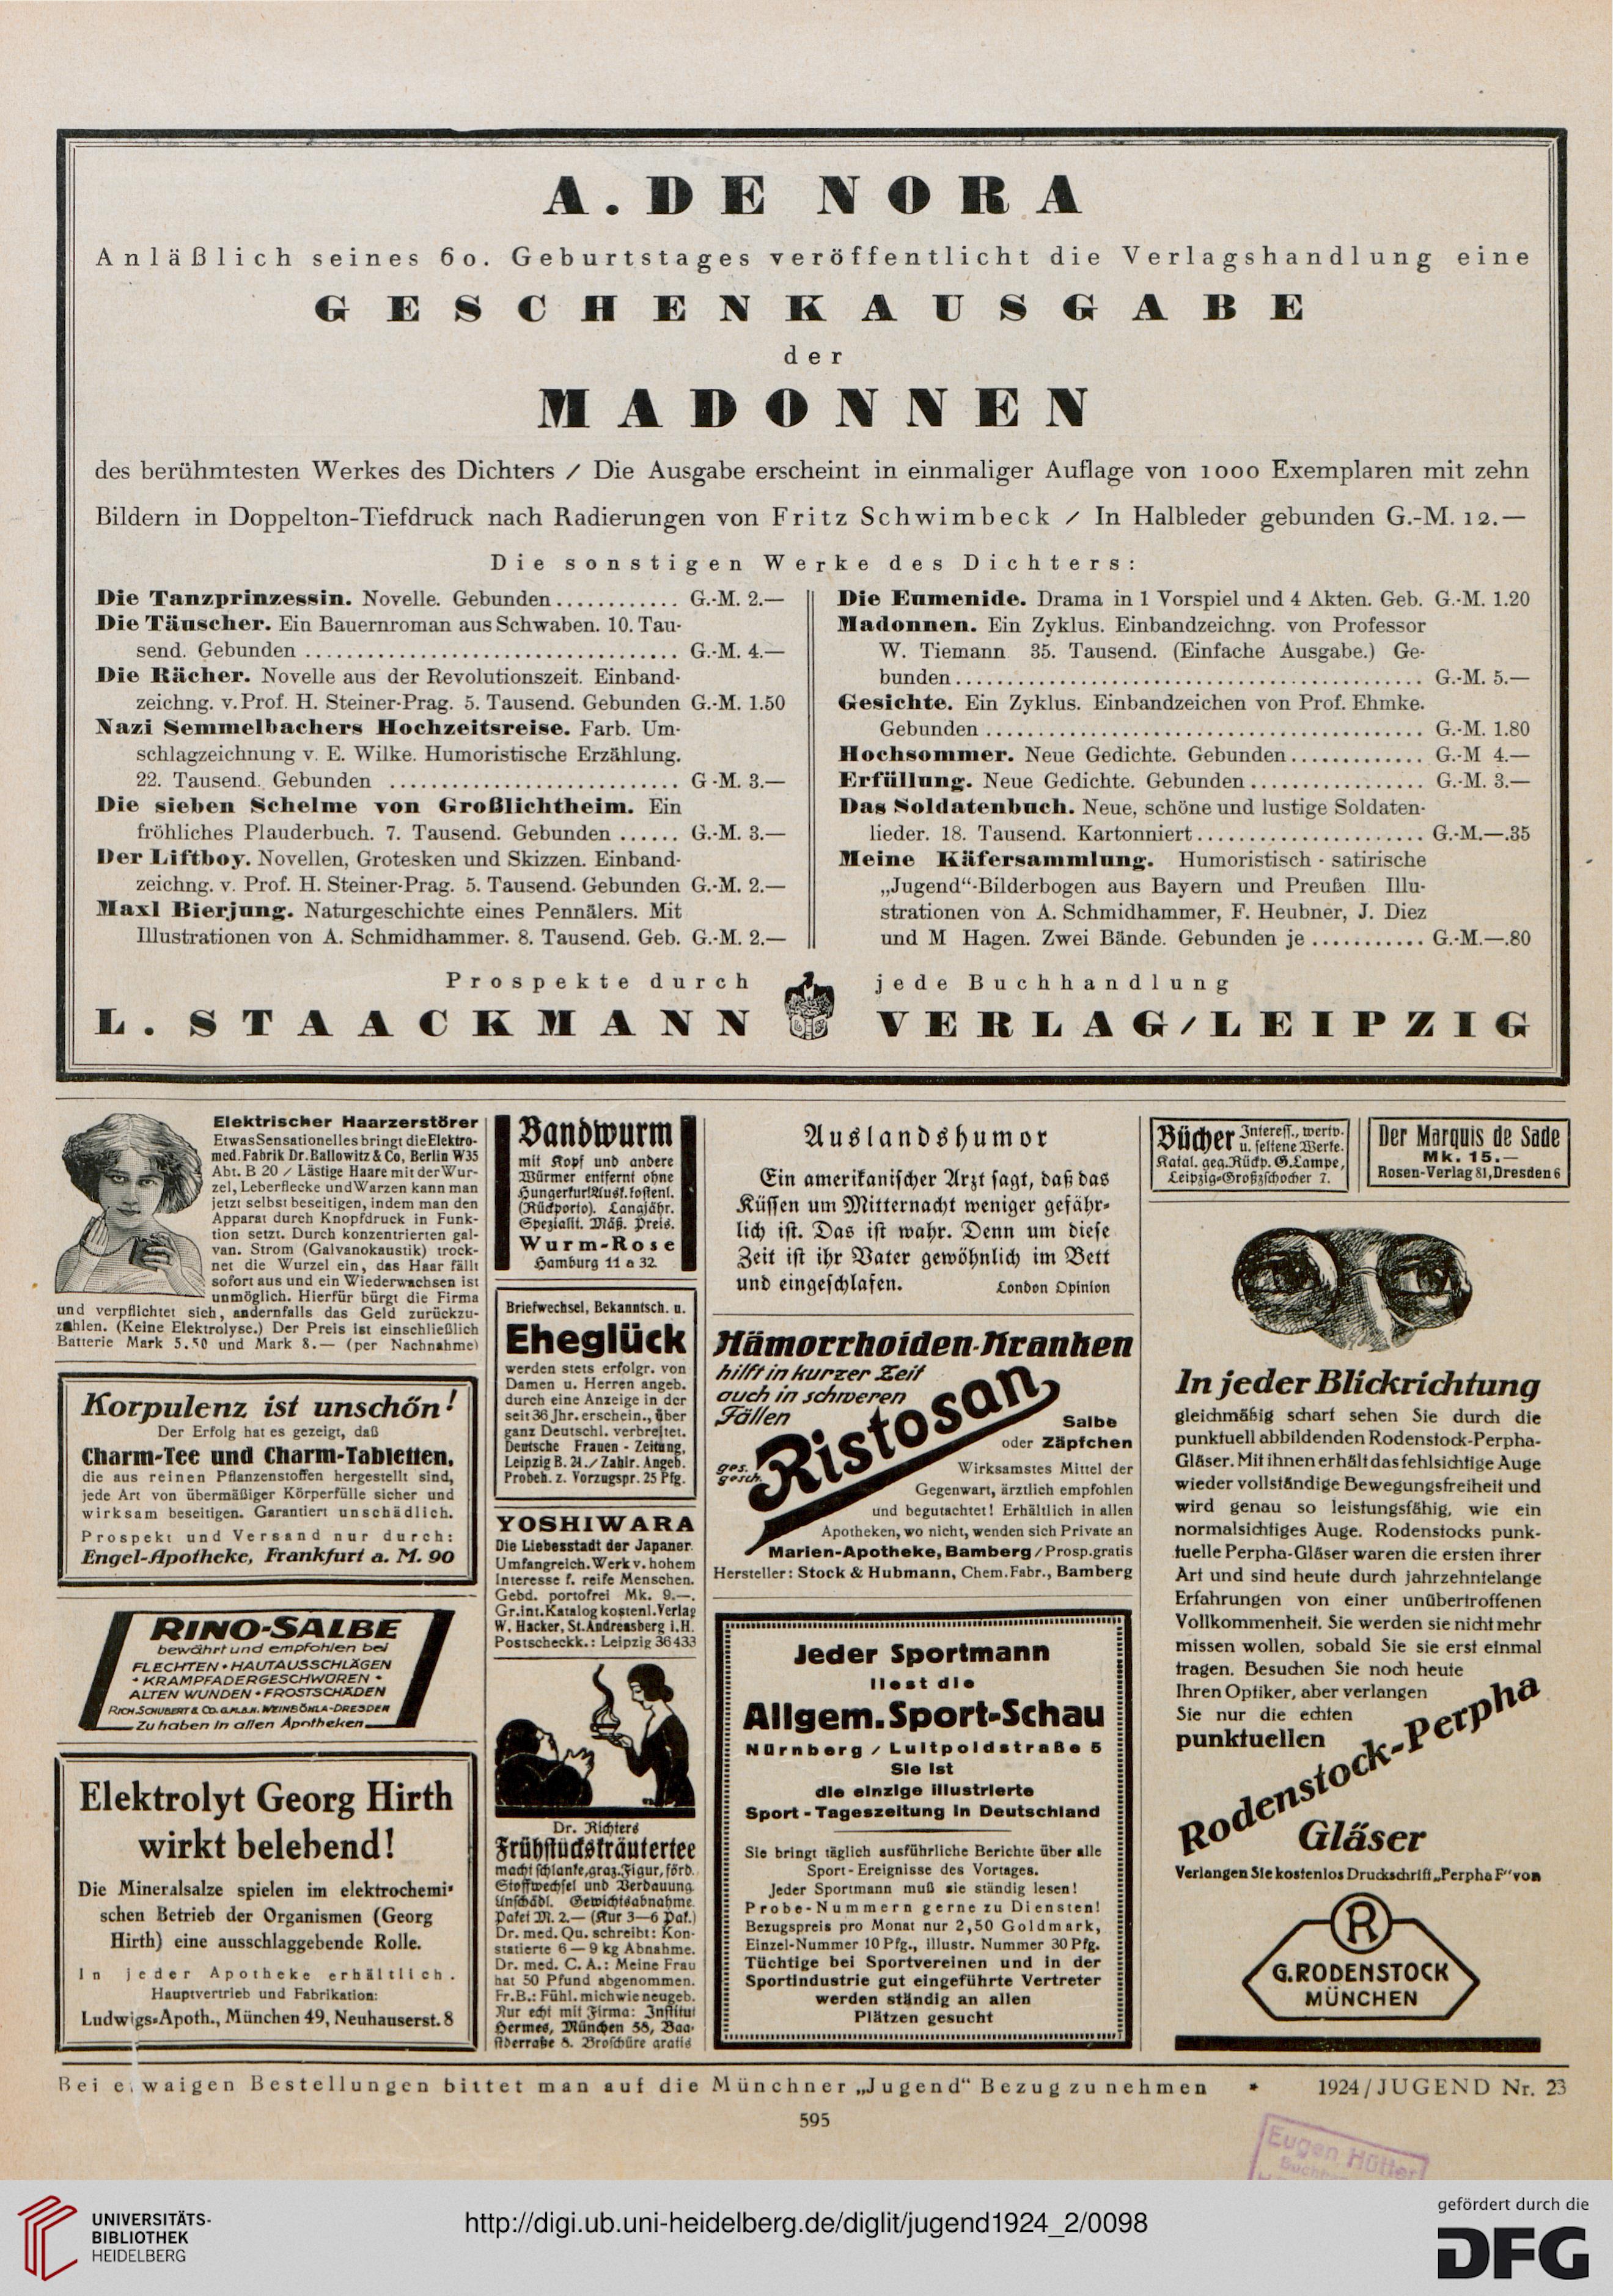 A. DE NORA
Anläßlich seines 60. Geburtstages veröffentlicht die Verlagshandlung eine
GESCHENKAUSGABE
der
MADONNEN
des berühmtesten Werkes des Dichters / Die Ausgabe erscheint in einmaliger Auflage von 1000 Exemplaren mit zehn
Bildern in Doppelton-Tiefdruck nach Radierungen von Fritz Schwimbeck / In Halbleder gebunden G.-M. 12.—
Die sonstigen Werke des Dichters:
Die Tanzprinzessin. Novelle. Gebunden............ G.-M. 2.—
Die Täuscher. Ein Bauernroman aus Schwaben. 10. Tau-
send. Gebunden .................................... G.-M. 4.—
Die Rächer. Novelle aus der Revolutionszeit. Einband-
zeichng. v. Prof. H. Steiner-Prag. 5. Tausend. Gebunden G.-M. 1.50
Nazi Semmelbachers Hochzeitsreise. Farb. Um-
schlagzeichnung v. E. Wilke. Humoristische Erzählung.
22. Tausend. Gebunden ............................ G-M. 3.—
Die sieben Schelme von Großlichtheim. Ein
fröhliches Plauderbuch. 7. Tausend. Gebunden ...... G.-M. 3.—
Der Liftboy. Novellen, Grotesken und Skizzen. Einband-
zeichng. v. Prof. H. Steiner-Prag. 5. Tausend. Gebunden G.-M. 2.—
Maxl Bierjung. Naturgeschichte eines Pennälers. Mit
Illustrationen von A. Schmidhammer. 8. Tausend. Geb. G.-M. 2.—
Die Eumenide. Drama in 1 Vorspiel und 4 Akten. Geb. G.-M. 1.20
Madonnen. Ein Zyklus. Einbandzeichng. von Professor
W. Tiemann 35. Tausend. (Einfache Ausgabe.) Ge-
bunden............................................. G.-M. 5.—
Gesichte. Ein Zyklus. Einbandzeichen von Prof. Ehmke.
Gebunden .......................................... G.-M. 1.80
Hochsommer. Neue Gedichte. Gebunden............. G.-M 4.—
Erfüllung. Neue Gedichte. Gebunden................. G.-M. 3.—
Das Soldatenbuch. Neue, schöne und lustige Soldaten-
lieder. 18. Tausend. Kartonniert...................... G.-M.—.35
Meine Käfersammlung. Humoristisch - satirische
„Jugend“-Bilderbogen aus Bayern und Preußen Illu-
strationen von A. Schmidhammer, F. Heubner, J. Diez
und M Hagen. Zwei Bände. Gebunden je ........... G.-M.—.80
Prospekte durch jede Buchhandlung
L. STAACKMANN VERLAG/LEIPZIG
Elektrischer Haarzerstörer
Etwas Sensationelles bringt die Elektro-
med. Fabrik Dr. Ballowitz & Co, Berlin W35
Abt. B 20 / Lästige Haare mit der Wur-
zel, Leberflecke und Warzen kann man
jetzt selbst beseitigen, indem man den
Apparat durch Knopfdruck in Funk-
tion setzt. Durch konzentrierten gal-
van. Strom (Galvanokaustik) trock-
net die Wurzel ein, das Haar fällt
sofort aus und ein Wiederwachsen ist
unmöglich. Hierfür bürgt die Firma
und verpflichtet sich, andernfalls das Geld zurückzu-
zahlen. (Keine Elektrolyse.) Der Preis ist einschließlich
Batterie Mark 5.50 und Mark 8.— (per Nachnahme)
Korpulenz ist unschön!
Der Erfolg hat es gezeigt, daß
Charm-Tee und Charm-Tabletten,
die aus reinen Pflanzenstoffen hergestellt sind,
jede Art von übermäßiger Körperfülle sicher und
wirksam beseitigen. Garantiert unschädlich.
Prospekt und Versand nur durch:
Engel-Apotheke, Frankfurt a. M. 90
RINO-SALBE
bewährt und empfohlen bei
FLECHTEN • HAUTAUSSCHLÄGEN
• KRAMPFADERGESCHWÜREN •
ALTEN WUNDEN • FROSTSCHÄDEN
RICH. SCHUBERT & CO. G.M.B.H. WEINBÖHLA-DRESDEN
Zu haben in allen Apotheken
Elektrolyt Georg Hirth
wirkt belebend!
Die Mineralsalze spielen im elektrochemi-
schen Betrieb der Organismen (Georg
Hirth) eine ausschlaggebende Rolle.
In jeder Apotheke erhältlich.
Hauptvertrieb und Fabrikation:
Ludwigs-Apoth., München 49, Neuhauserst. 8
Bandwurm
mit Kopf und andere
Würmer entfernt ohne
Hungerkur! Ausk. kostenl.
(Rückporto). Langjähr.
Spezialit. Mäß. Preis.
Wurm-Rose
Hamburg 11 a 32.
Briefwechsel, Bekanntsch. u.
Eheglück
werden stets erfolgr. von
Damen u. Herren angeb.
durch eine Anzeige in der
seit 36 Jhr. erschein., über
ganz Deutschl. verbreitet.
Deutsche Frauen-Zeitung,
Leipzig B. 21. / Zahlr. Angeb.
Probeh. z. Vorzugspr. 25 Pfg.
YOSHIWARA
Die Liebesstadt der Japaner
Umfangreich. Werk v. hohem
Interesse f. reife Menschen.
Gebd. portofrei Mk. 9.—.
Gr. int. Katalog kostenl. Verlag
W. Hacker, St. Andreasberg i. H.
Postscheckk.: Leipzig 36433
Dr. Richters
Frühstückskräutertee
macht schlanke, graz. Figur, förd.
Stoffwechsel und Verdauung
Unschädl. Gewichtsabnahme.
Paket M. 2.— (Kur 3—6 Pak.)
Dr. med. Qu. schreibt: Kon-
statierte 6—9 kg Abnahme.
Dr. med. C. A.: Meine Frau
hat 50 Pfund abgenommen.
Fr. B.: Fühl. mich wie neugeb.
Nur echt mit Firma: Institut
Hermes, München 55, Baa-
derstraße 8. Broschüre gratis
Auslandshumor
Ein amerikanischer Arzt sagt, daß das
Küssen um Mitternacht weniger gefähr-
lich ist. Das ist wahr. Denn um diese
Zeit ist ihr Vater gewöhnlich im Bett
und eingeschlafen. London Opinion
Hämorrhoiden-Kranken
hilft in kurzer Zeit
auch in schweren
Fällen
ges. gesch. Ristosan
Salbe
oder Zäpfchen
Wirksamstes Mittel der
Gegenwart, ärztlich empfohlen
und begutachtet! Erhältlich in allen
Apotheken, wo nicht, wenden sich Private an
Marien-Apotheke, Bamberg / Prosp. gratis
Hersteller: Stock & Hubmann, Chem. Fabr., Bamberg
Jeder Sportmann
liest die
Allgem. Sport-Schau
Nürnberg / Luitpoldstraße 5
Sie ist
die einzige illustrierte
Sport-Tageszeitung in Deutschland
Sie bringt täglich ausführliche Berichte über alle
Sport-Ereignisse des Vortages.
Jeder Sportmann muß sie ständig lesen!
Probe-Nummern gerne zu Diensten!
Bezugspreis pro Monat nur 2,50 Goldmark,
Einzel-Nummer 10 Pfg., illustr. Nummer 30 Pfg.
Tüchtige bei Sportvereinen und in der
Sportindustrie gut eingeführte Vertreter
werden ständig an allen
Plätzen gesucht
Bücher Interess., wertv.
u. seltene Werke.
Katal. geg. Rückp. G. Lampe,
Leipzig-Großzschocher 7.
Der Marquis de Sade
Mk. 15.—
Rosen-Verlag 81, Dresden 6
In jeder Blickrichtung
gleichmäßig scharf sehen Sie durch die
punktuell abbildenden Rodenstock-Perpha-
Gläser. Mit ihnen erhält das fehlsichtige Auge
wieder vollständige Bewegungsfreiheit und
wird genau so leistungsfähig, wie ein
normalsichtiges Auge. Rodenstocks punk-
tuelle Perpha-Gläser waren die ersten ihrer
Art und sind heute durch jahrzehntelange
Erfahrungen von einer unübertroffenen
Vollkommenheit. Sie werden sie nicht mehr
missen wollen, sobald Sie sie erst einmal
tragen. Besuchen Sie noch heute
Ihren Optiker, aber verlangen
Sie nur die echten
punktuellen
Rodenstock-Perpha
Gläser
Verlangen Sie kostenlos Druckschrift „Perpha F“ von
R
G. RODENSTOCK
MÜNCHEN
Bei etwaigen Bestellungen bittet man auf die Münchner „Jugend“ Bezug zu nehmen * 1924 / JUGEND Nr. 23
595
Eugen Hütter
UNIVERSITÄTS-
BIBLIOTHEK
HEIDELBERG
http://digi.ub.uni-heidelberg.de/diglit/jugend1924_2/0098
gefördert durch die
DFG